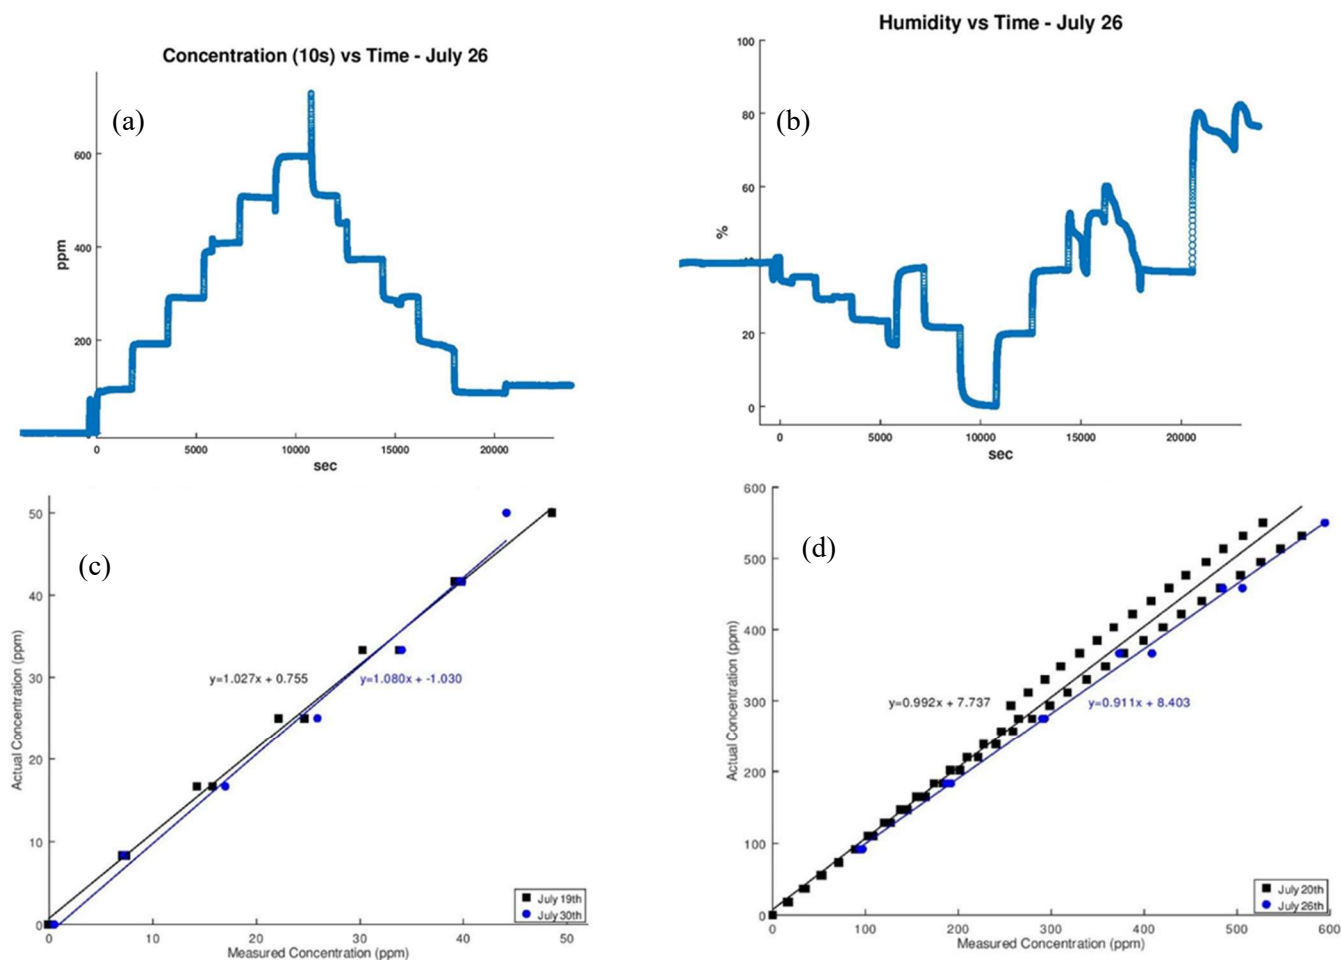 Concentration (10s) vs Time - July 26
(a)
ppm
600
400
200
0 5000 10000 15000 20000
sec
Humidity vs Time - July 26
(b)
%
100
80
60
40
20
0
0 5000 10000 15000 20000
sec
(c)
Actual Concentration (ppm)
50
40
30
20
10
0
y=1.027x + 0.755
y=1.080x + -1.030
July 19th
July 30th
0 10 20 30 40 50
Measured Concentration (ppm)
(d)
Actual Concentration (ppm)
600
500
400
300
200
100
0
y=0.992x + 7.737
y=0.911x + 8.403
July 20th
July 26th
0 100 200 300 400 500 600
Measured Concentration (ppm)